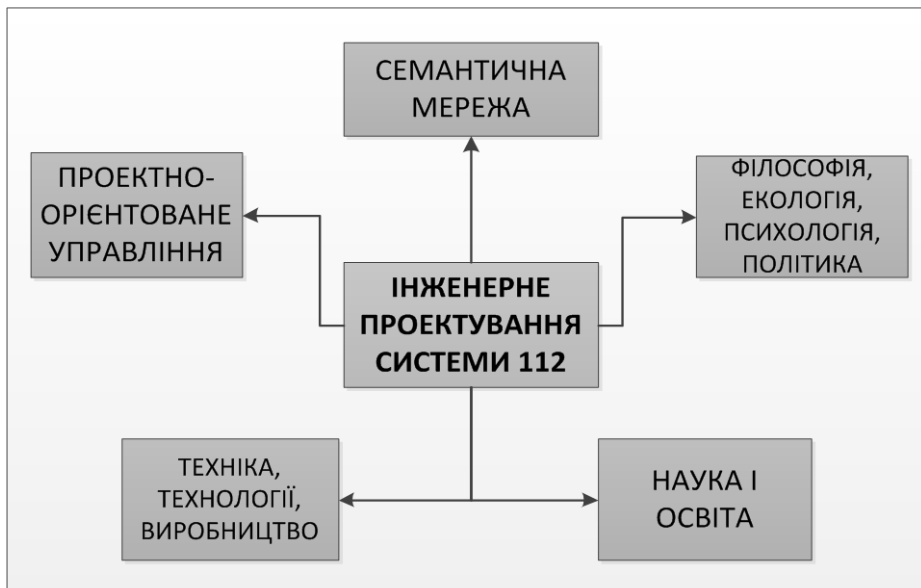 СЕМАНТИЧНА
МЕРЕЖА
ПРОЕКТНО-
ОРІЄНТОВАНЕ
УПРАВЛІННЯ
ФІЛОСОФІЯ,
ЕКОЛОГІЯ,
ПСИХОЛОГІЯ,
ПОЛІТИКА
ІНЖЕНЕРНЕ
ПРОЕКТУВАННЯ
СИСТЕМИ 112
ТЕХНІКА,
ТЕХНОЛОГІЇ,
ВИРОБНИЦТВО
НАУКА І
ОСВІТА